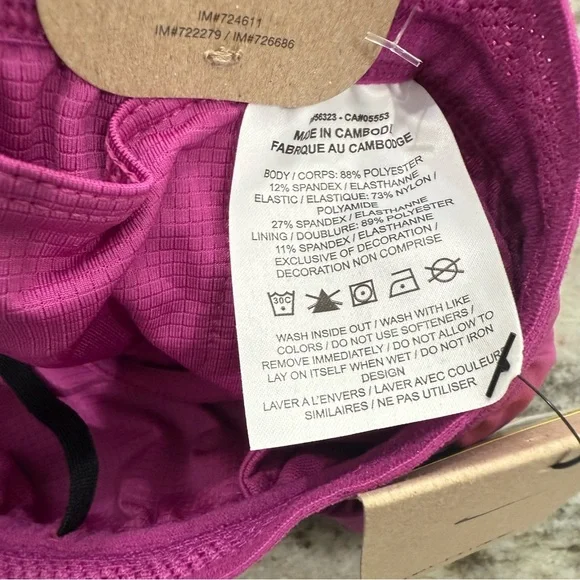 IM#724611
IM#722279 / IM#726686
56323 - CA#05553
MADE IN CAMBODI
FABRIQUE AU CAMBODGE
BODY / CORPS: 88% POLYESTER
12% SPANDEX / ELASTHANNE
ELASTIC / ELASTIQUE: 73% NYLON /
POLYAMIDE
27% SPANDEX / ELASTHANNE
LINING / DOUBLURE: 89% POLYESTER
11% SPANDEX / ELASTHANNE
EXCLUSIVE OF DECORATION /
DECORATION NON COMPRISE
30C
WASH INSIDE OUT / WASH WITH LIKE
COLORS / DO NOT USE SOFTENERS /
REMOVE IMMEDIATELY / DO NOT ALLOW TO
LAY ON ITSELF WHEN WET / DO NOT IRON
DESIGN
LAVER À L'ENVERS / LAVER AVEC COULEURS
SIMILAIRES / NE PAS UTILISER